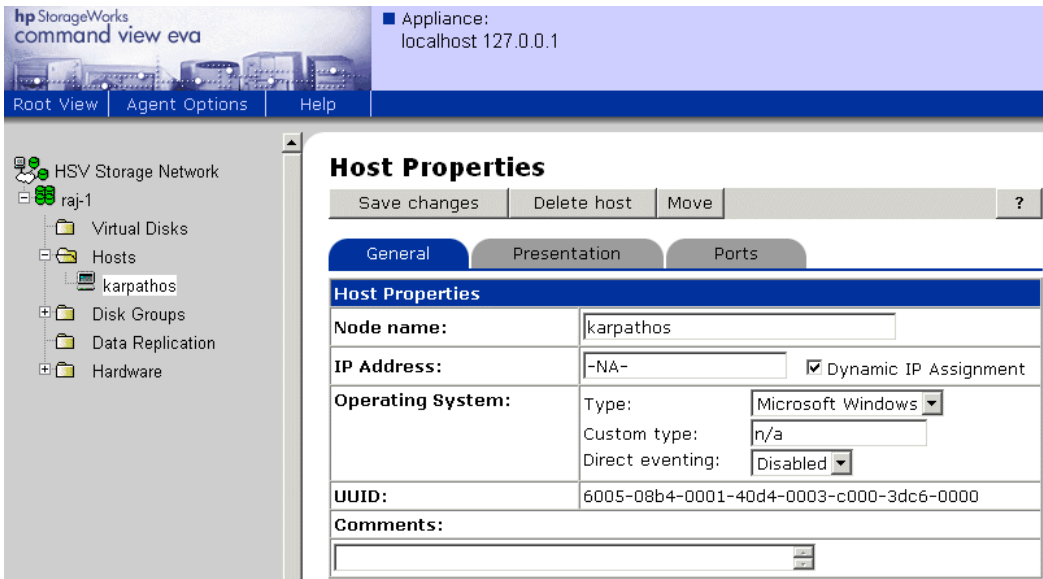 hp StorageWorks
command view eva
Appliance:
localhost 127.0.0.1
Root View Agent Options Help
HSV Storage Network
raj-1
Virtual Disks
Hosts
karpathos
Disk Groups
Data Replication
Hardware
Host Properties
Save changes Delete host Move ?
General Presentation Ports
Host Properties
Node name: karpathos
IP Address: -NA- Dynamic IP Assignment
Operating System: Type: Microsoft Windows
Custom type: n/a
Direct eventing: Disabled
UUID: 6005-08b4-0001-40d4-0003-c000-3dc6-0000
Comments: